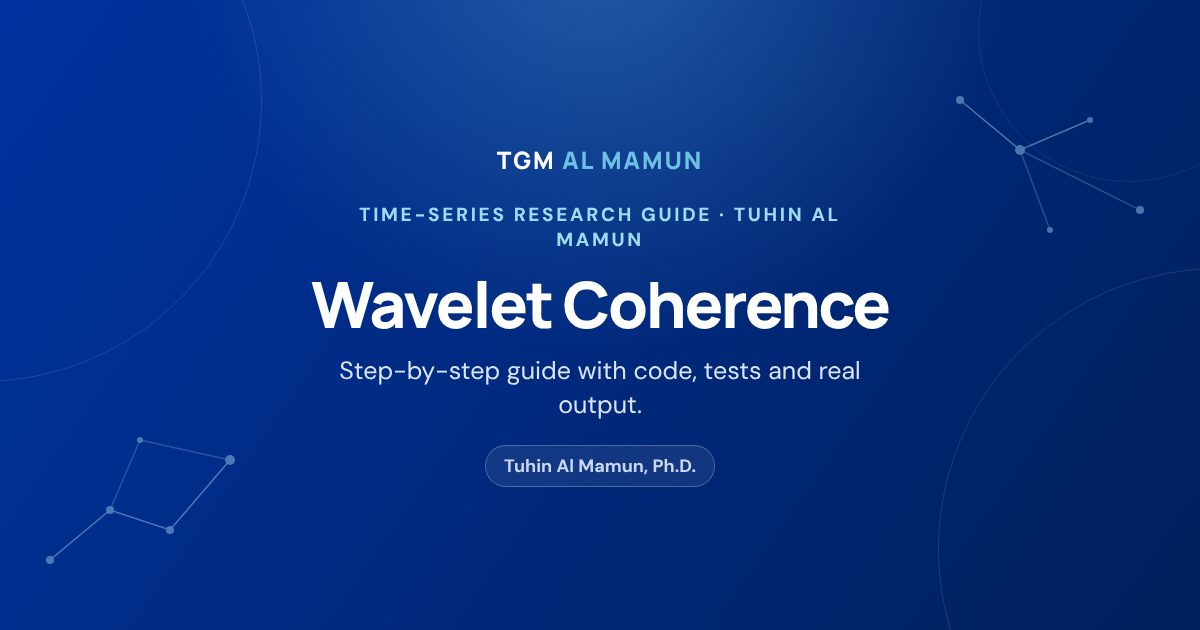 TGM AL MAMUN
TIME-SERIES RESEARCH GUIDE · TUHIN AL
MAMUN
Wavelet Coherence
Step-by-step guide with code, tests and real
output.
Tuhin Al Mamun, Ph.D.